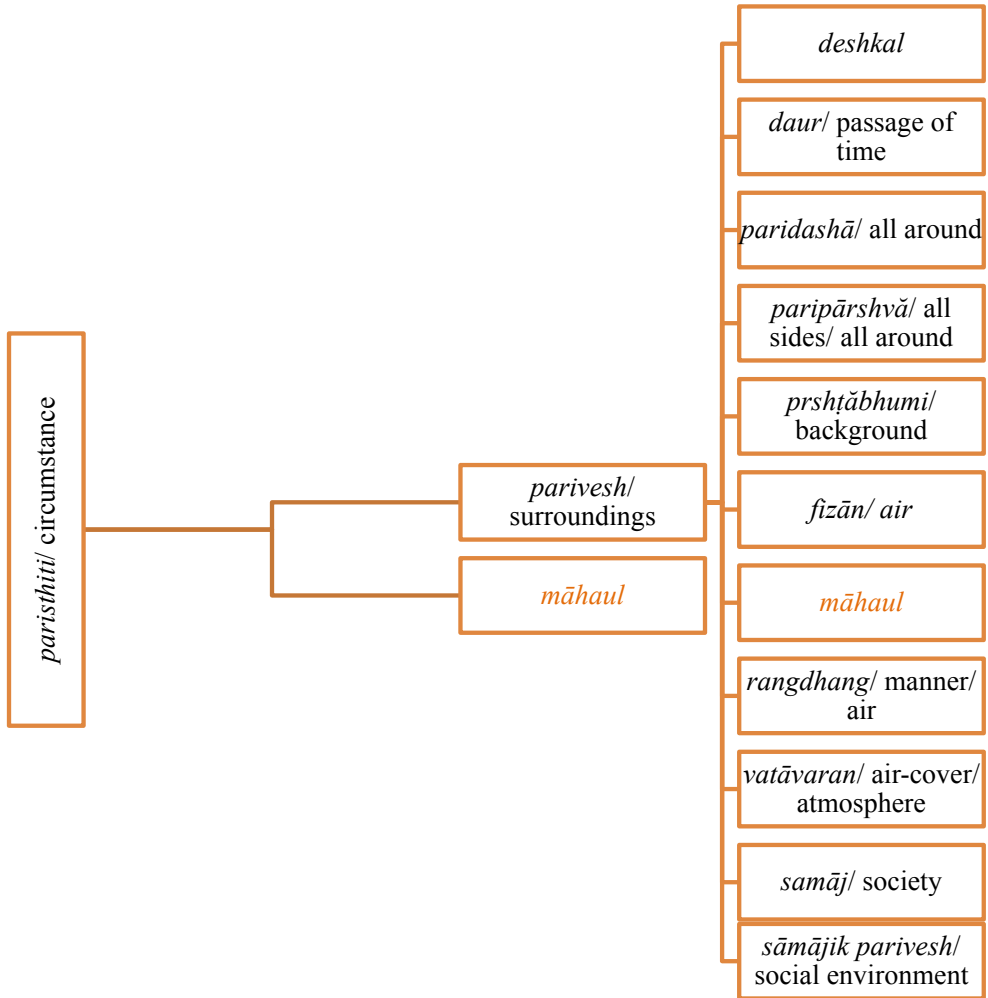 paristhiti/ circumstance
parivesh/
surroundings
māhaul
deshkal
daur/ passage of
time
paridashā/ all around
paripārshvă/ all
sides/ all around
prshṭăbhumi/
background
fizān/ air
māhaul
rangdhang/ manner/
air
vatāvaran/ air-cover/
atmosphere
samāj/ society
sāmājik parivesh/
social environment